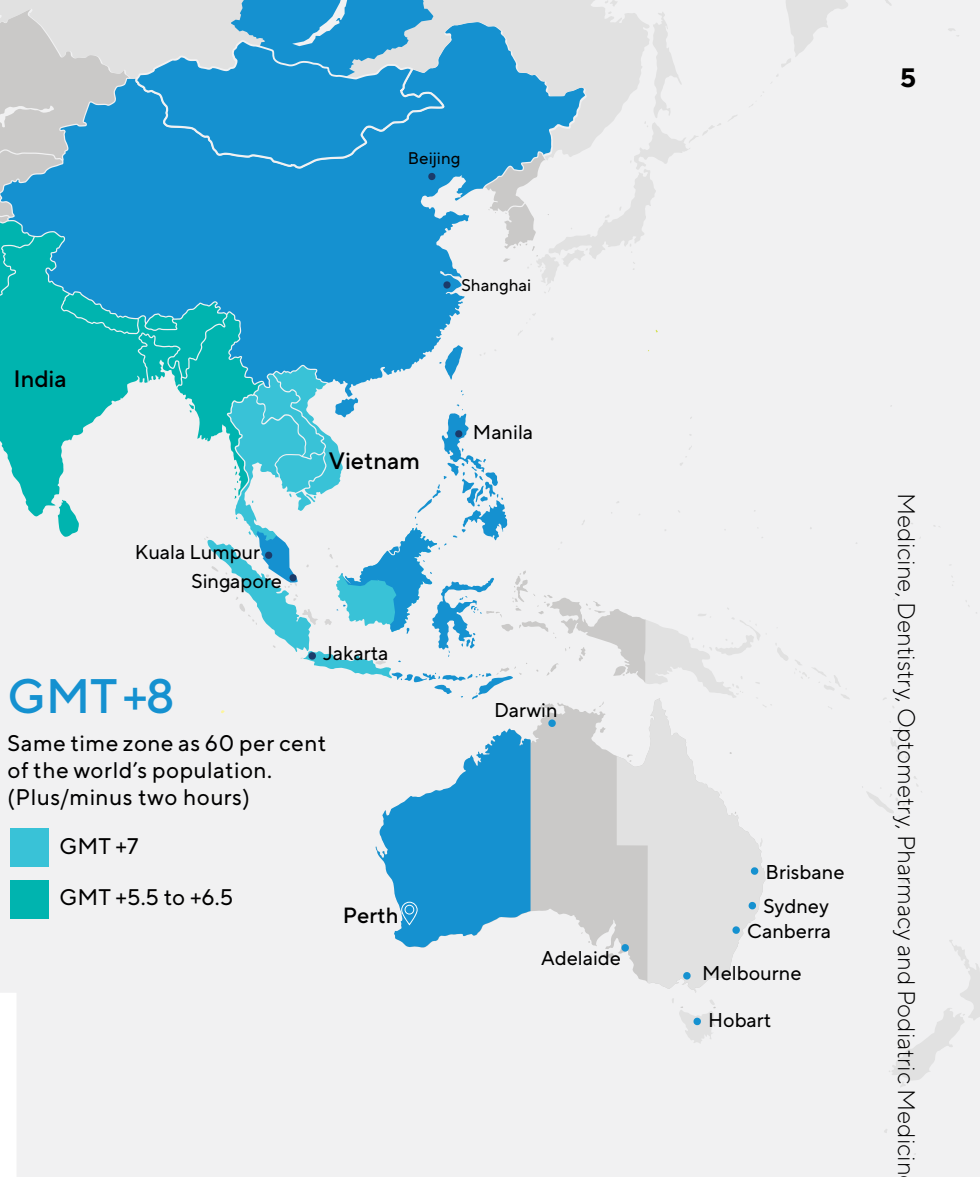 5
Beijing
Shanghai
India
Manila
Vietnam
Kuala Lumpur
Singapore
Jakarta
GMT +8
Same time zone as 60 per cent
of the world’s population.
(Plus/minus two hours)
GMT +7
GMT +5.5 to +6.5
Darwin
Brisbane
Sydney
Perth
Canberra
Adelaide
Melbourne
Hobart
Medicine, Dentistry, Optometry, Pharmacy and Podiatric